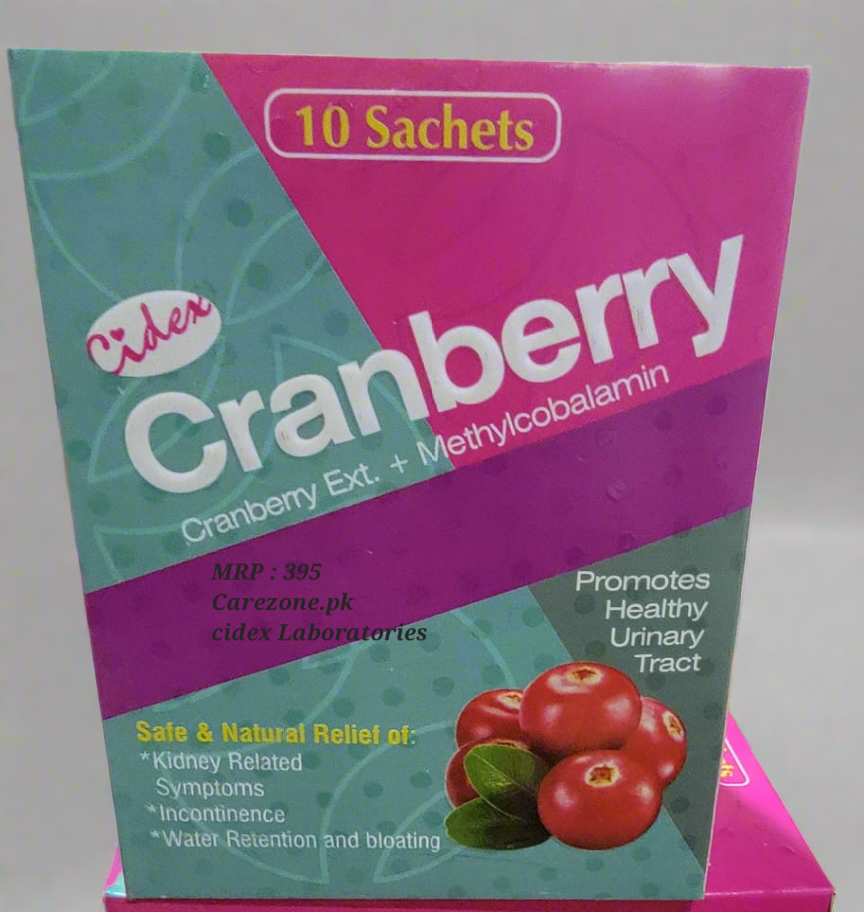 10 Sachets
Cidex
Cranberry
Cranberry Ext. + Methylcobalamin
MRP : 395
Carezone.pk
cidex Laboratories
Promotes
Healthy
Urinary
Tract
Safe & Natural Relief of:
*Kidney Related
Symptoms
*Incontinence
*Water Retention and bloating